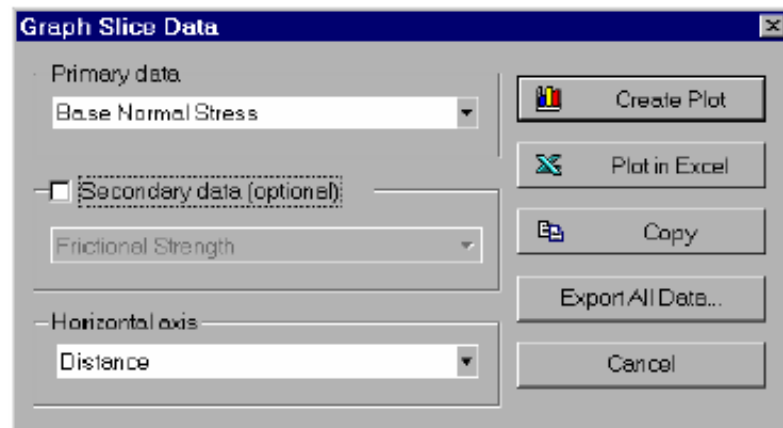 Graph Slice Data
Primary data
Base Normal Stress
Secondary data (optional)
Frictional Strength
Horizontal axis
Distance
Create Plot
Plot in Excel
Copy
Export All Data...
Cancel